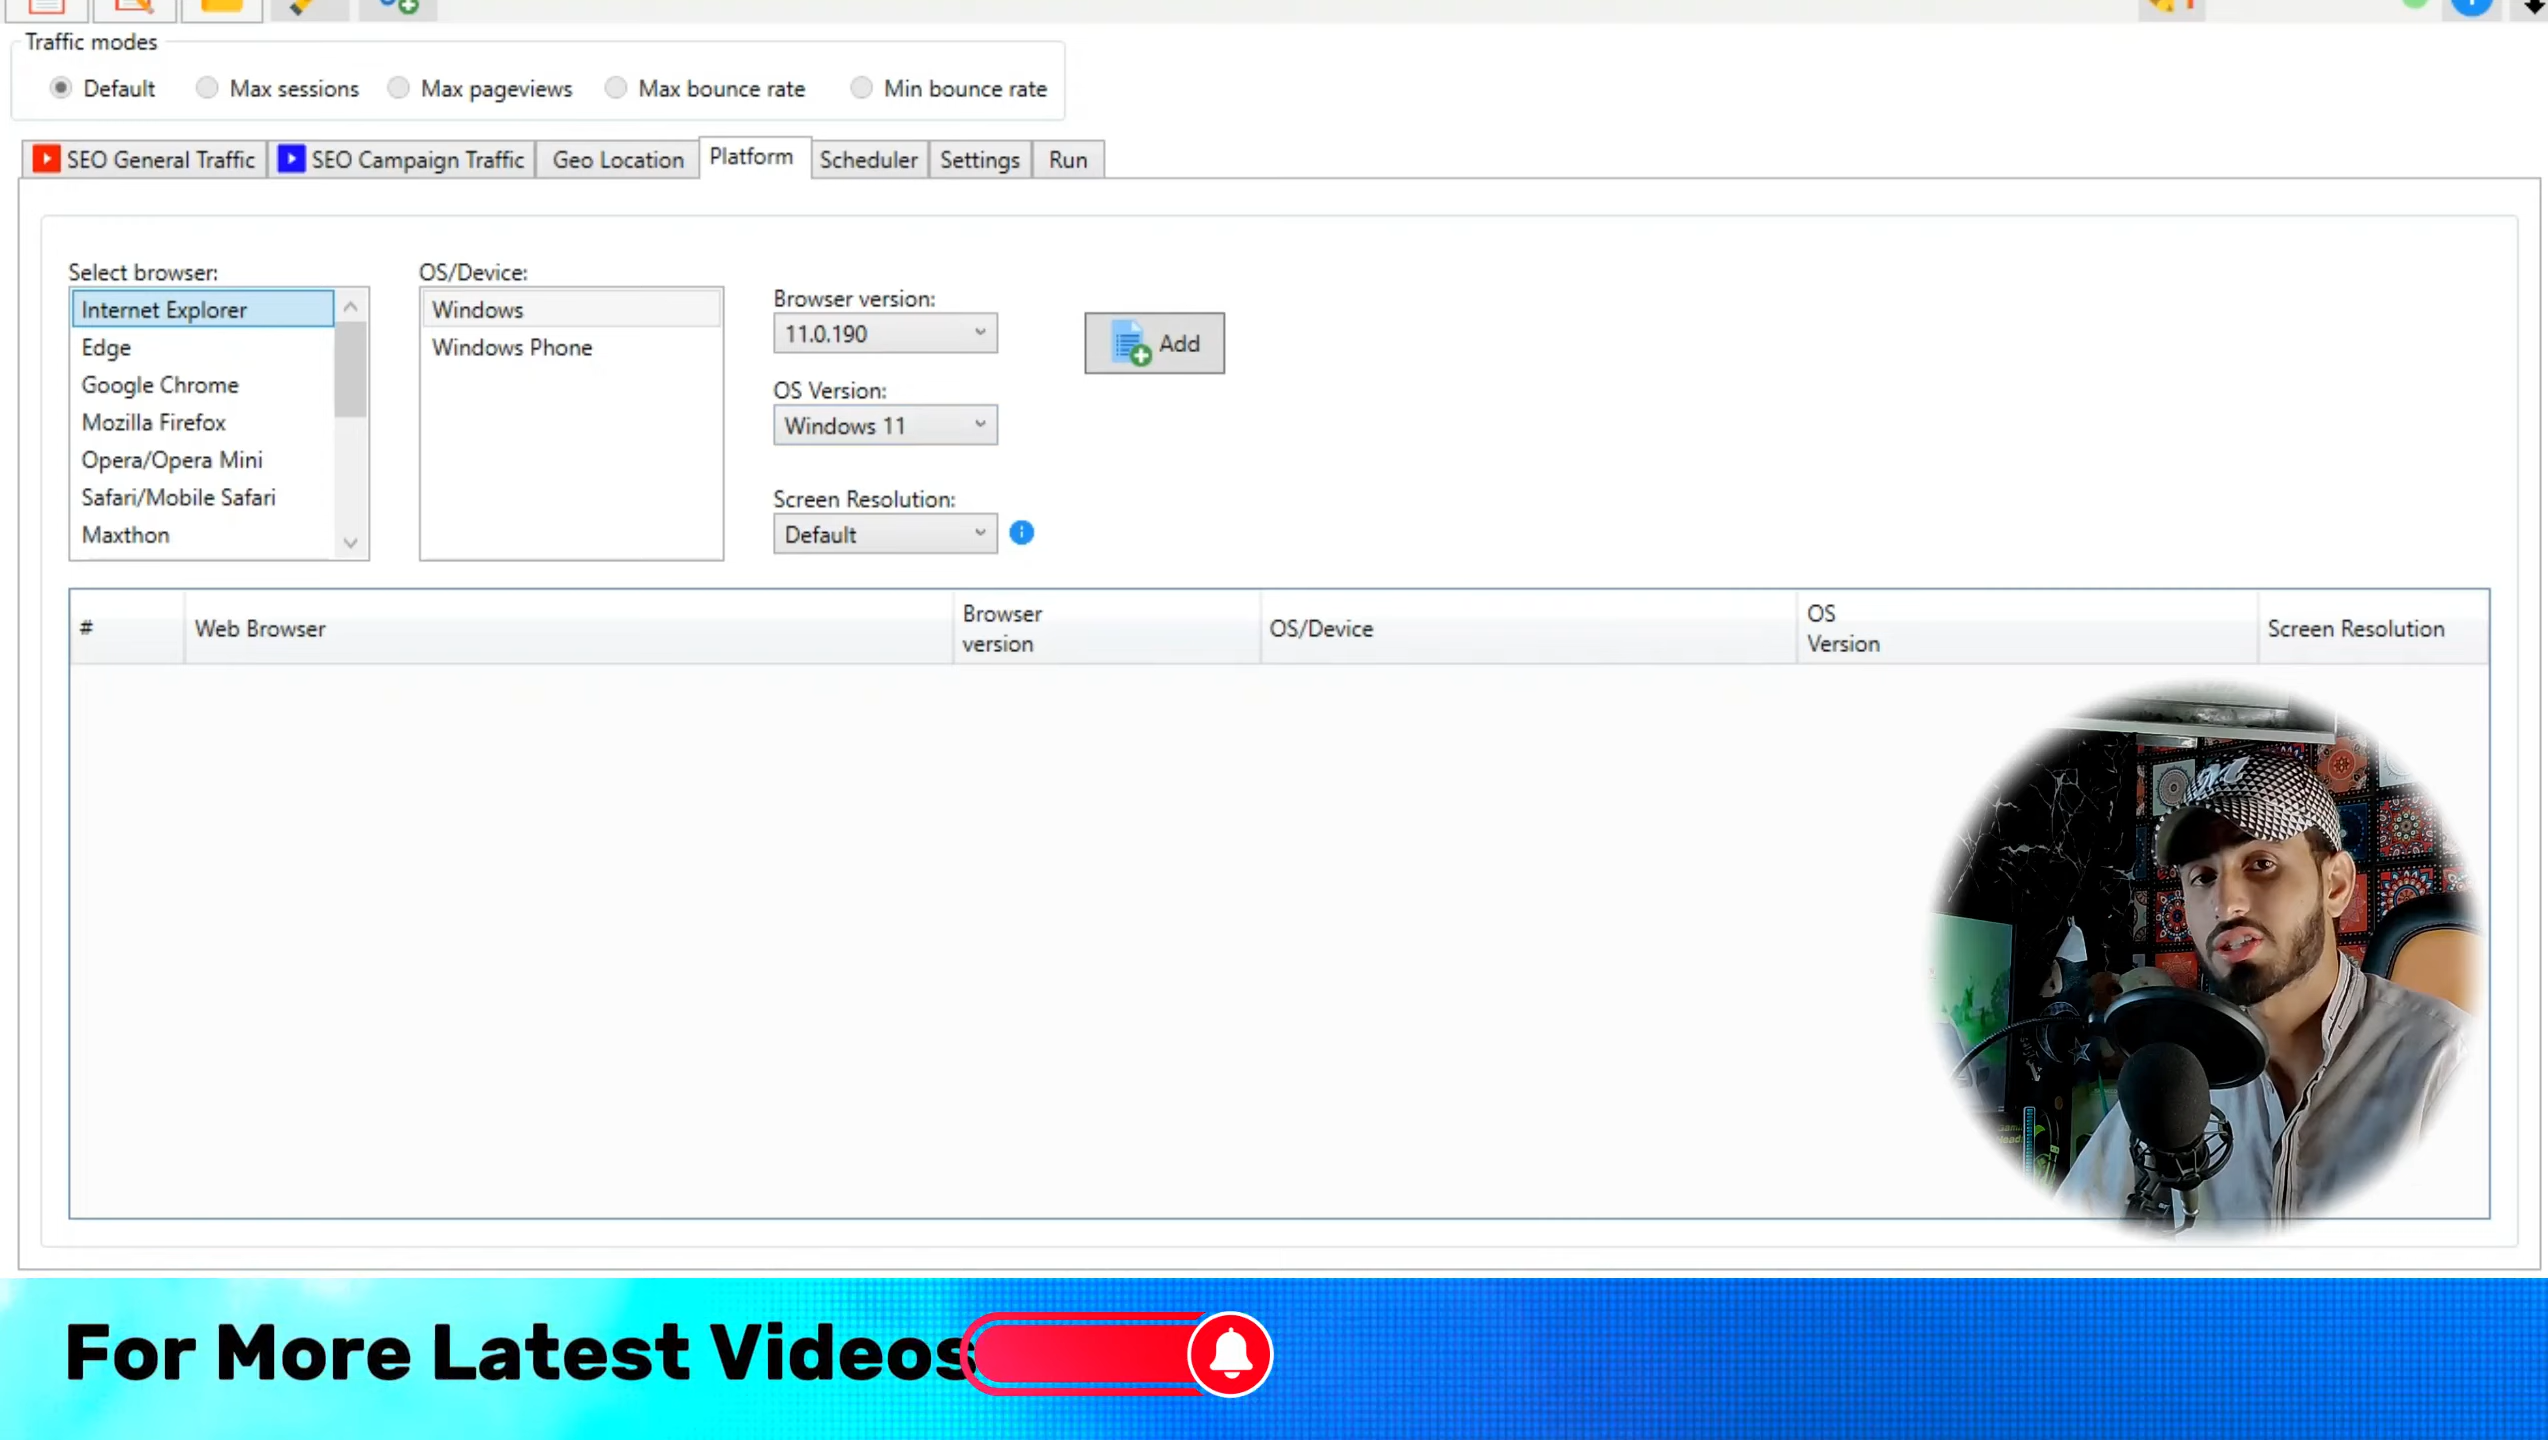 Traffic modes
Default Max sessions Max pageviews Max bounce rate Min bounce rate
SEO General Traffic SEO Campaign Traffic Geo Location Platform Scheduler Settings Run
Select browser:
Internet Explorer
Edge
Google Chrome
Mozilla Firefox
Opera/Opera Mini
Safari/Mobile Safari
Maxthon
OS/Device:
Windows
Windows Phone
Browser version:
11.0.190
OS Version:
Windows 11
Screen Resolution:
Default
Add
# Web Browser Browser version OS/Device OS Version Screen Resolution
For More Latest Videos